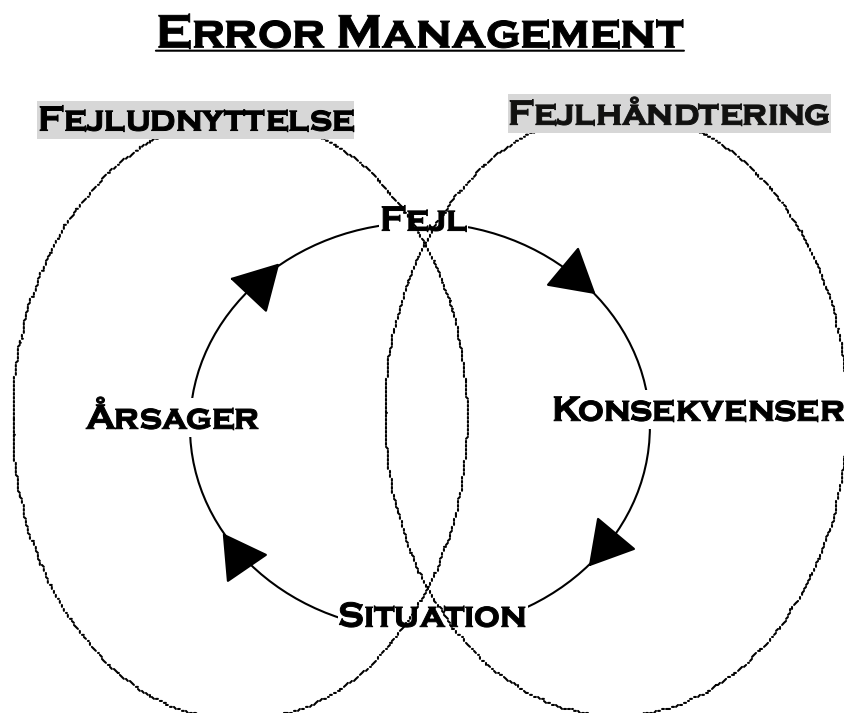 ERROR MANAGEMENT
FEJLUDNYTTELSE
FEJLHÅNDTERING
FEJL
ÅRSAGER
KONSEKVENSER
SITUATION